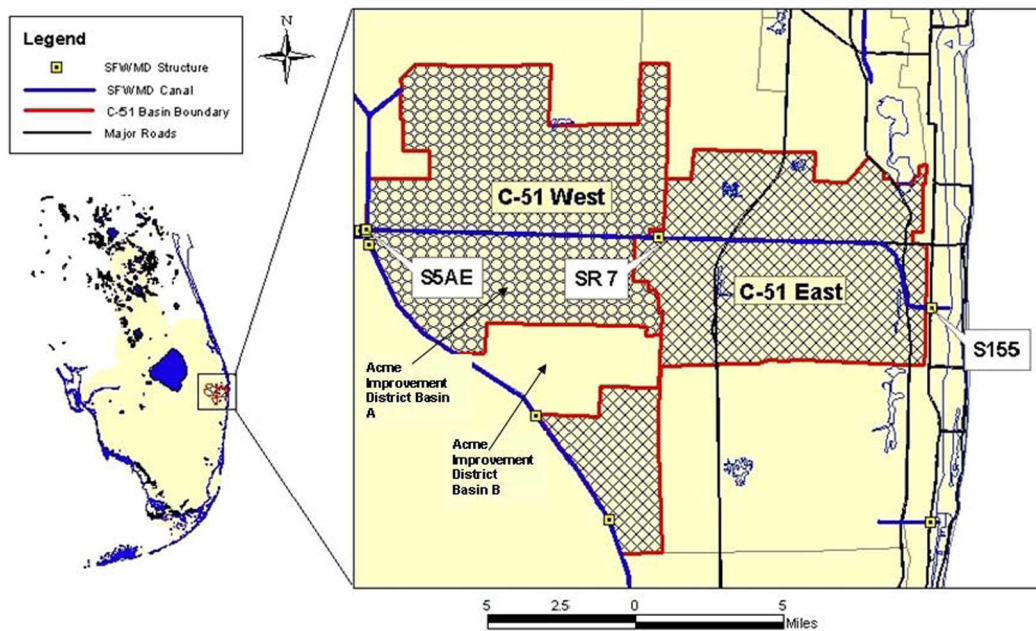 Legend
SFWMD Structure
SFWMD Canal
C-51 Basin Boundary
Major Roads
N
C-51 West
S5AE
SR 7
C-51 East
S155
Acme
Improvement
District Basin
A
Acme
Improvement
District
Basin B
5 2.5 0 5
Miles